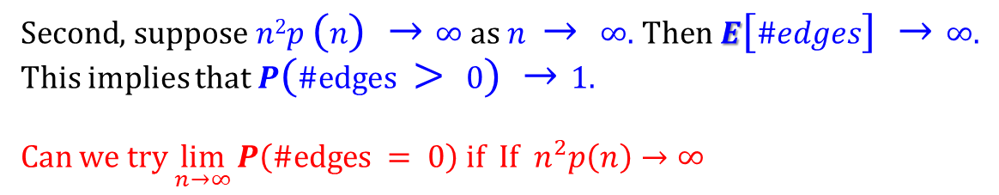 Second, suppose n²p (n) → ∞ as n → ∞. Then E[#edges] → ∞.
This implies that P(#edges > 0) → 1.
Can we try lim n→∞ P(#edges = 0) if If n²p(n) → ∞